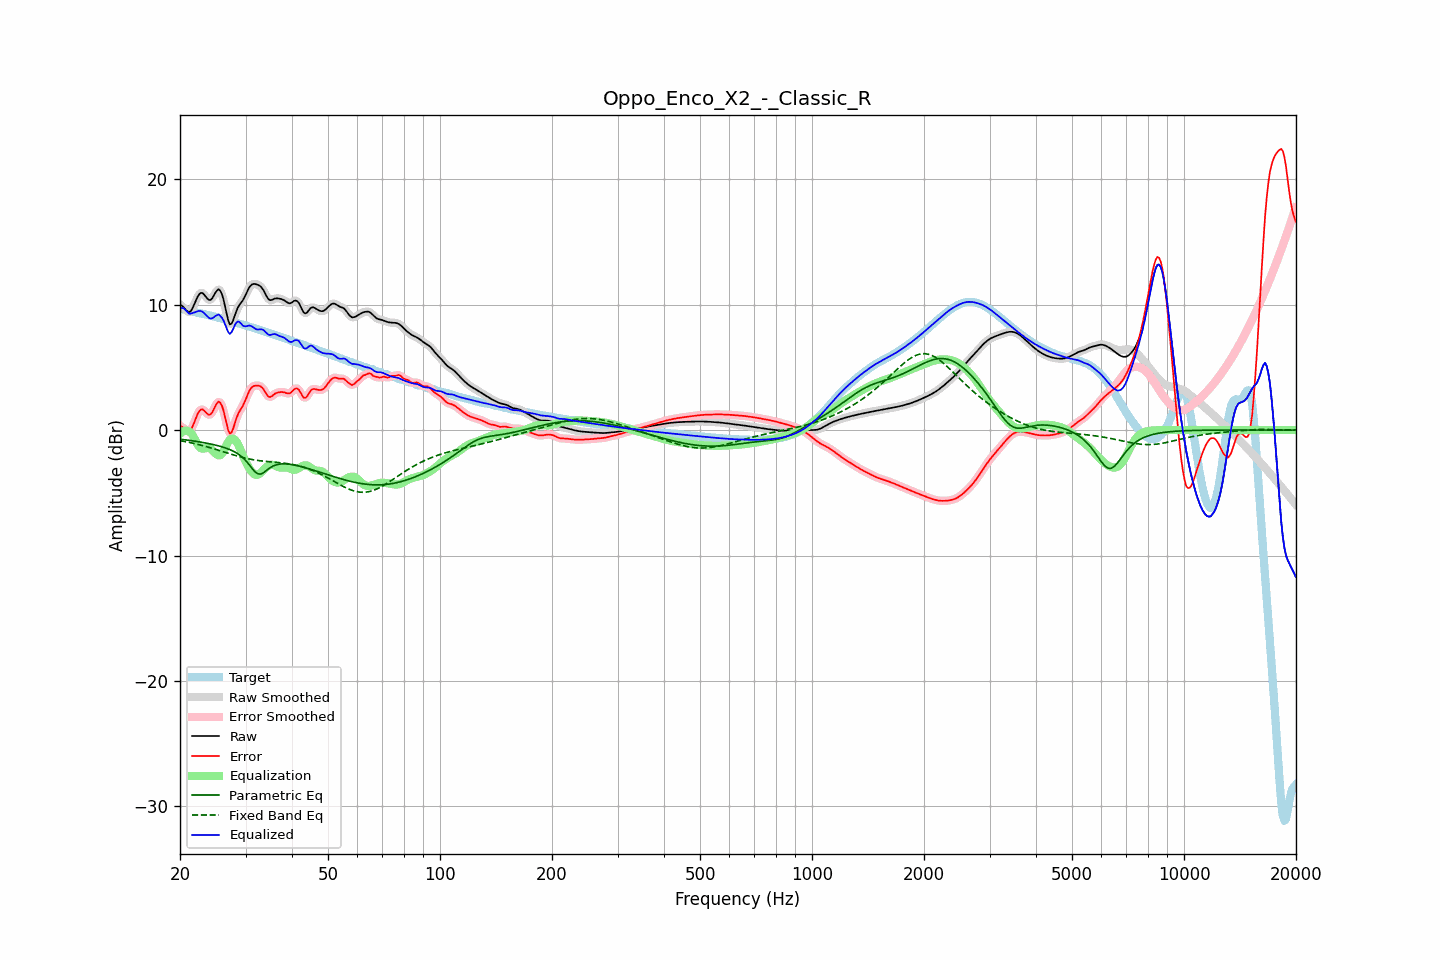 Oppo_Enco_X2_-_Classic_R
Amplitude (dBr)
20
10
0
−10
−20
−30
Target
Raw Smoothed
Error Smoothed
Raw
Error
Equalization
Parametric Eq
Fixed Band Eq
Equalized
20 50 100 200 500 1000 2000 5000 10000 20000
Frequency (Hz)